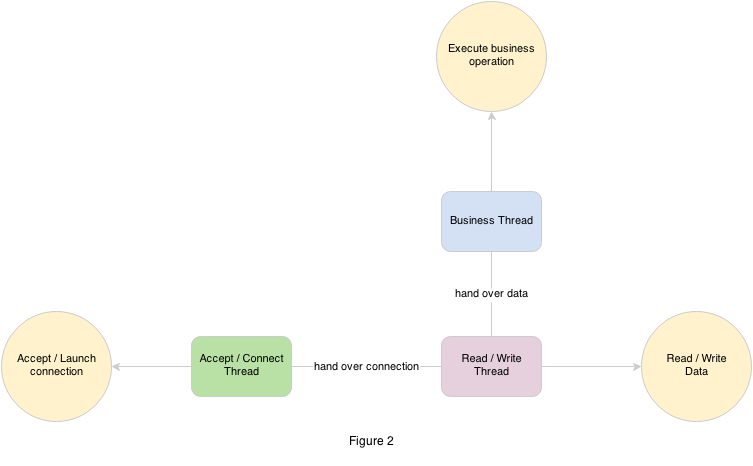 Execute business
operation
Business Thread
hand over data
Accept / Launch
connection
Accept / Connect
Thread
hand over connection
Read / Write
Thread
Read / Write
Data
Figure 2